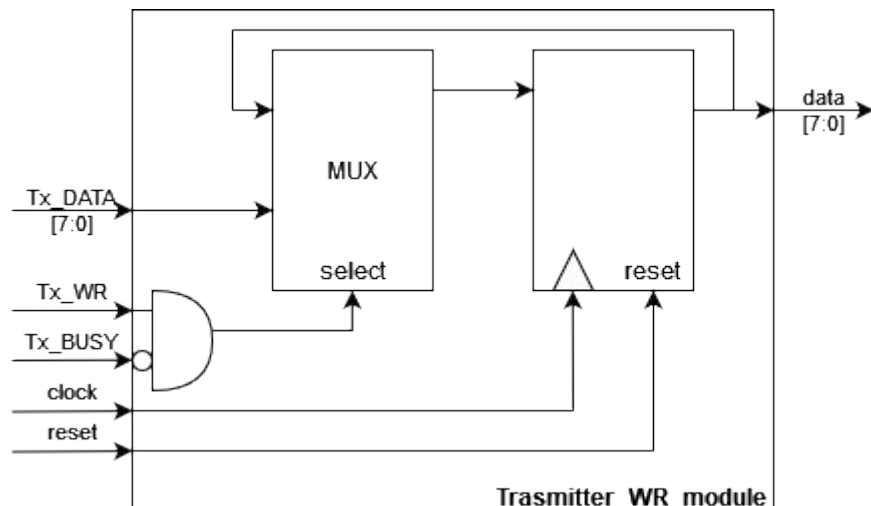 data
[7:0]
MUX
Tx_DATA
[7:0]
select
reset
Tx_WR
Tx_BUSY
clock
reset
Trasmitter WR module